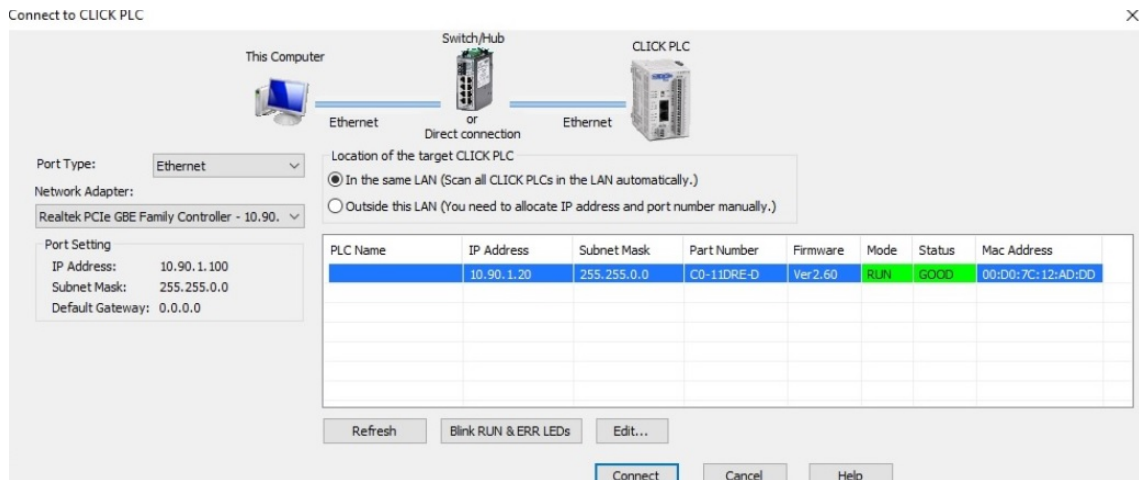 Connect to CLICK PLC
This Computer
Switch/Hub
CLICK PLC
Ethernet
or
Direct connection
Ethernet
Port Type:
Ethernet
Network Adapter:
Realtek PCIe GBE Family Controller - 10.90.
Port Setting
IP Address: 10.90.1.100
Subnet Mask: 255.255.0.0
Default Gateway: 0.0.0.0
Location of the target CLICK PLC
In the same LAN (Scan all CLICK PLCs in the LAN automatically.)
Outside this LAN (You need to allocate IP address and port number manually.)
PLC Name IP Address Subnet Mask Part Number Firmware Mode Status Mac Address
10.90.1.20 255.255.0.0 C0-11DRE-D Ver2.60 RUN GOOD 00:D0:7C:12:AD:DD
Refresh Blink RUN & ERR LEDs Edit...
Connect Cancel Help